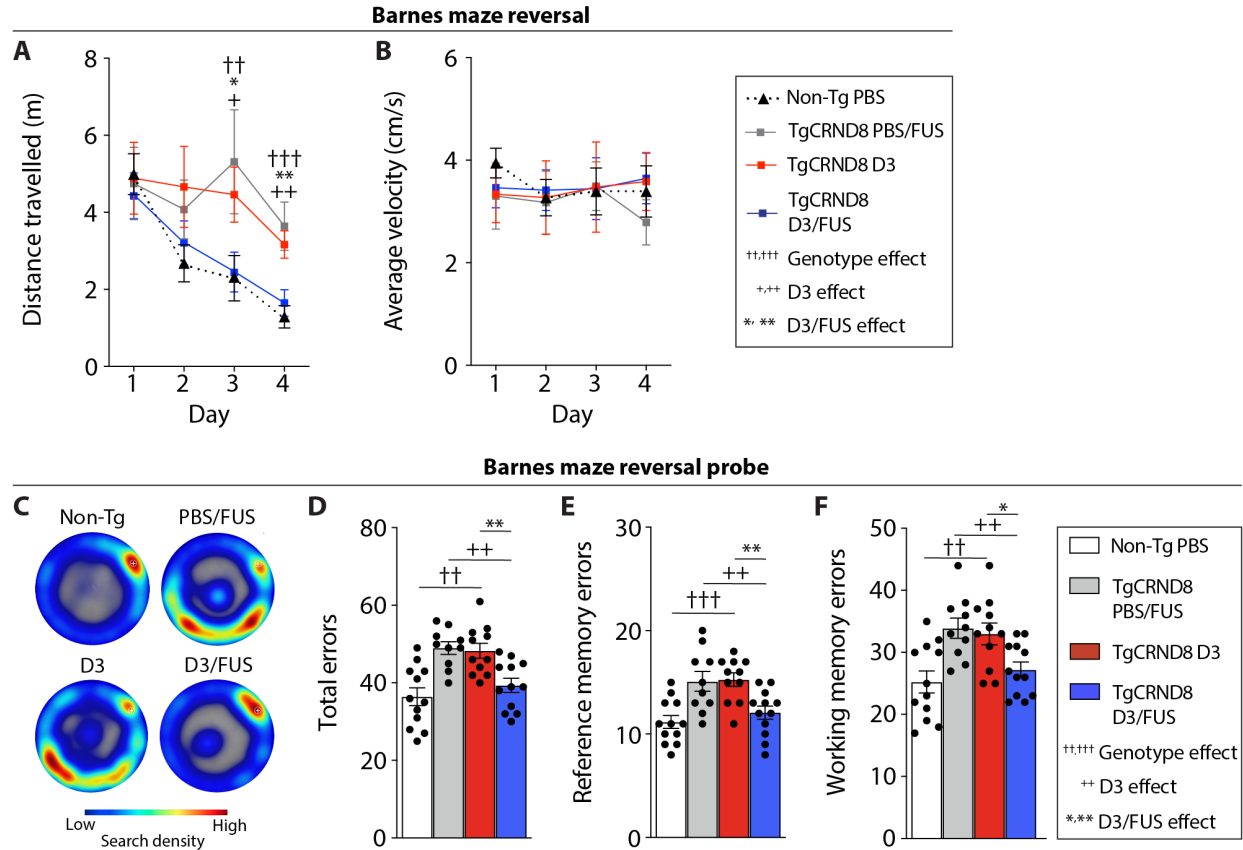 Barnes maze reversal
A
Distance travelled (m)
8
6
4
2
0
††
*
+
†††
**
++
1 2 3 4
Day
B
Average velocity (cm/s)
6
4
2
0
1 2 3 4
Day
Non-Tg PBS
TgCRND8 PBS/FUS
TgCRND8 D3
TgCRND8
D3/FUS
††,††† Genotype effect
+,++ D3 effect
*, ** D3/FUS effect
Barnes maze reversal probe
C
Non-Tg PBS/FUS
D3 D3/FUS
Low High
Search density
D
Total errors
80
60
40
20
0
**
++
††
E
Reference memory errors
30
20
10
0
**
++
†††
F
Working memory errors
50
40
30
20
10
0
*
++
††
Non-Tg PBS
TgCRND8
PBS/FUS
TgCRND8 D3
TgCRND8
D3/FUS
††,††† Genotype effect
++ D3 effect
*,** D3/FUS effect